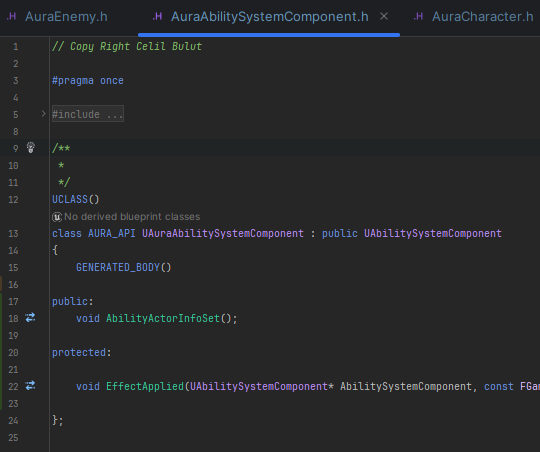 AuraEnemy.h AuraAbilitySystemComponent.h AuraCharacter.h
1 // Copy Right Celil Bulut
2
3 #pragma once
4
5 #include ...
8
9 /**
10 *
11 */
12 UCLASS()
No derived blueprint classes
13 class AURA_API UAuraAbilitySystemComponent : public UAbilitySystemComponent
14 {
15 GENERATED_BODY()
16
17 public:
18 void AbilityActorInfoSet();
19
20 protected:
21
22 void EffectApplied(UAbilitySystemComponent* AbilitySystemComponent, const FGa
23
24 };
25